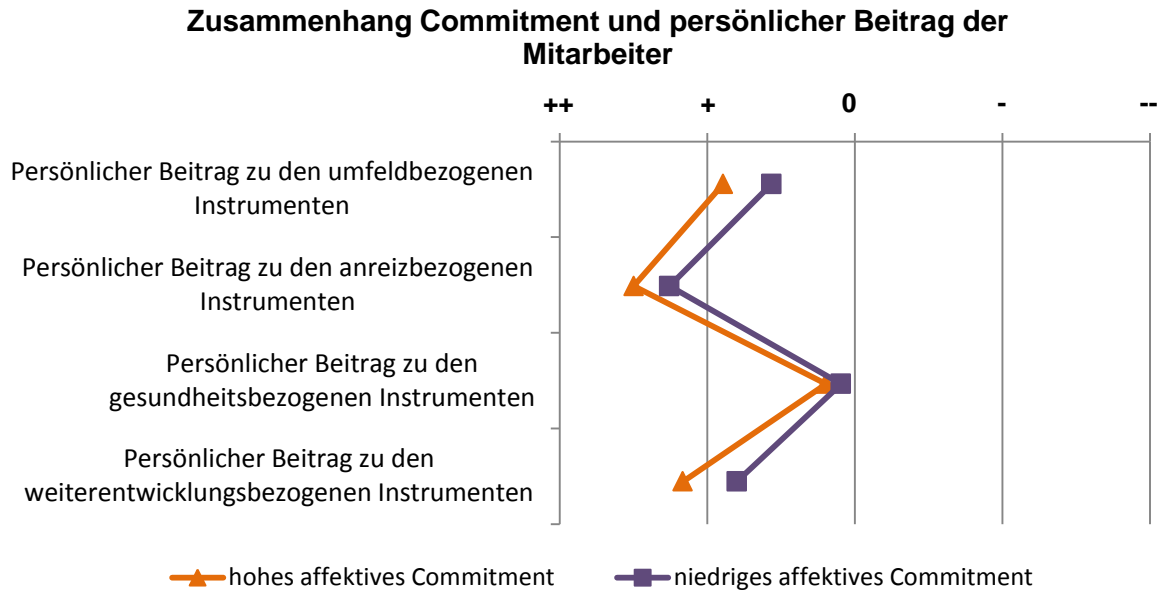 Zusammenhang Commitment und persönlicher Beitrag der
Mitarbeiter
++ + 0 - --
Persönlicher Beitrag zu den umfeldbezogenen
Instrumenten
Persönlicher Beitrag zu den anreizbezogenen
Instrumenten
Persönlicher Beitrag zu den
gesundheitsbezogenen Instrumenten
Persönlicher Beitrag zu den
weiterentwicklungsbezogenen Instrumenten
hohes affektives Commitment niedriges affektives Commitment